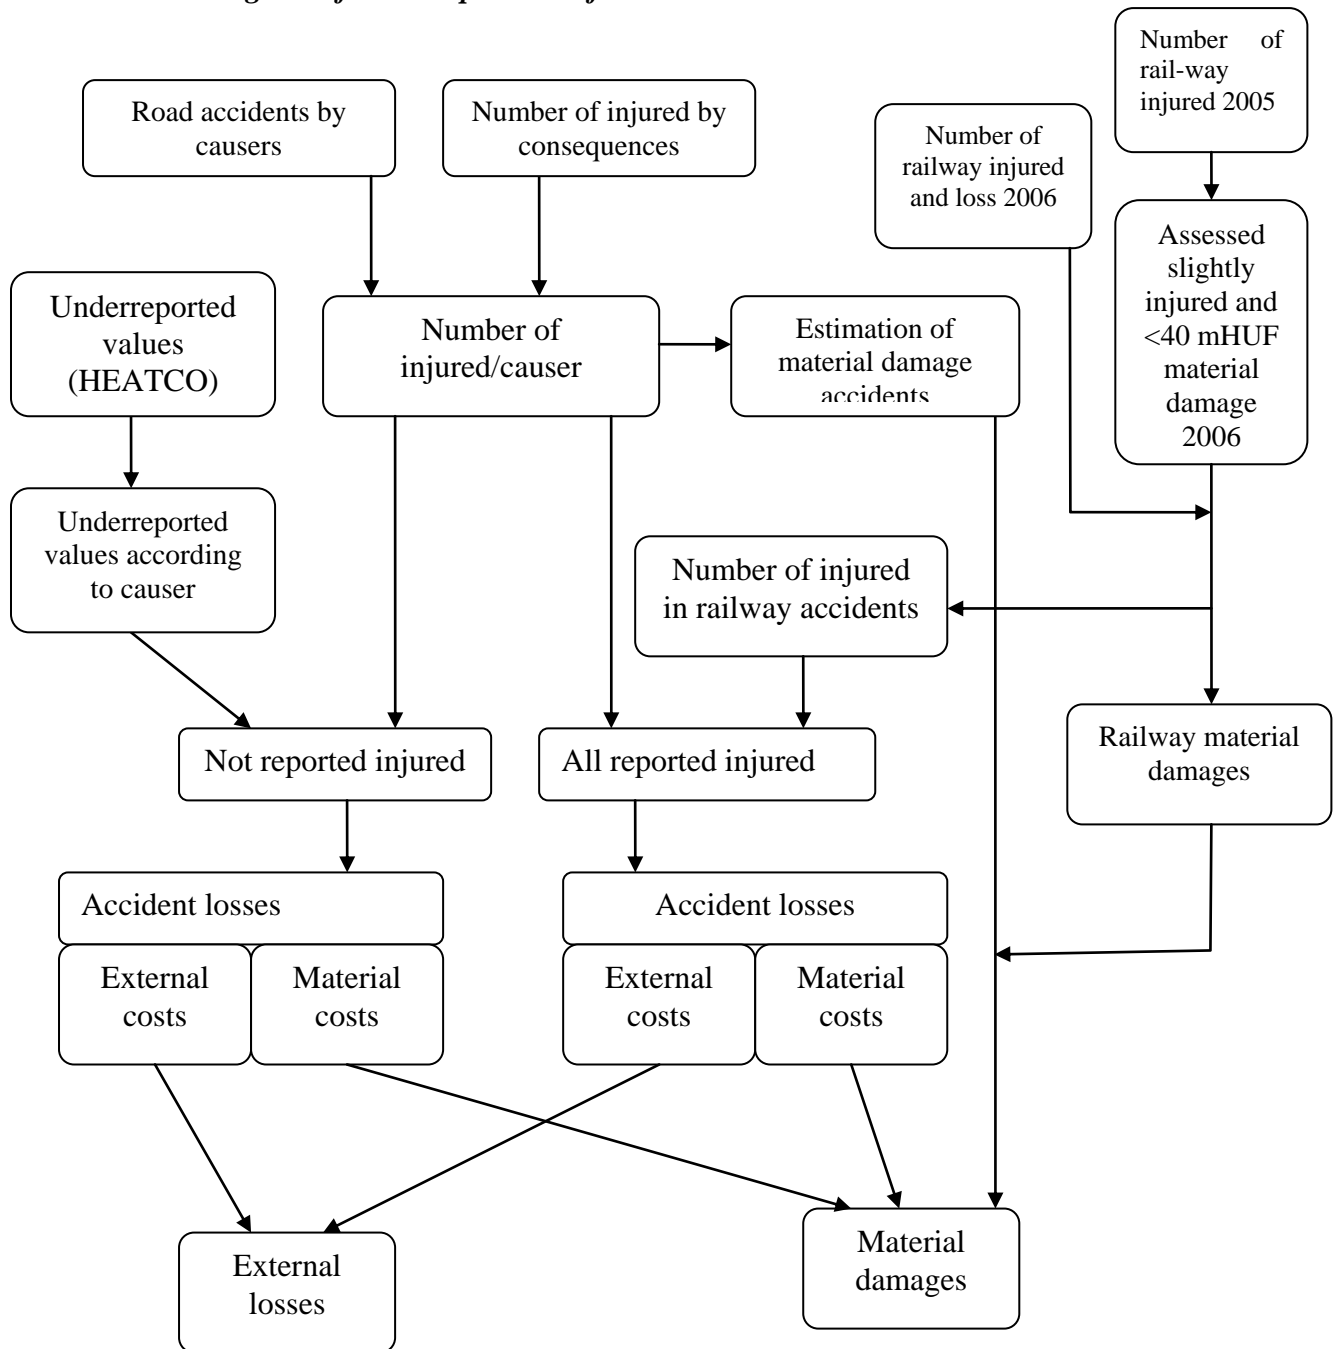 Number of
rail-way
injured 2005
Road accidents by
causers
Number of injured by
consequences
Number of
railway injured
and loss 2006
Assessed
slightly
injured and
<40 mHUF
material
damage
2006
Underreported
values
(HEATCO)
Number of
injured/causer
Estimation of
material damage
accidents
Underreported
values according
to causer
Number of injured
in railway accidents
Not reported injured
All reported injured
Railway material
damages
Accident losses
External
costs
Material
costs
Accident losses
External
costs
Material
costs
External
losses
Material
damages